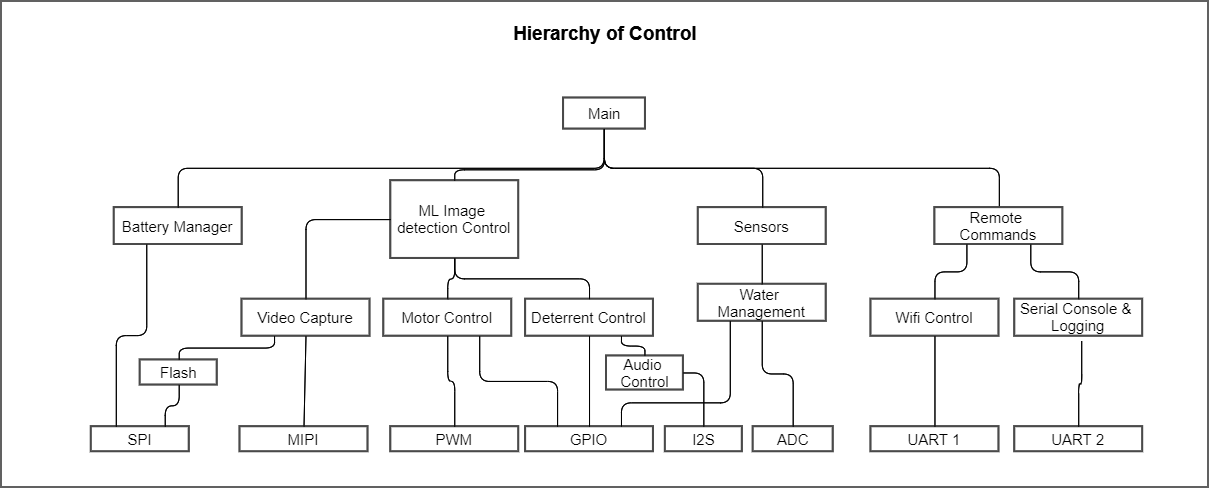 Hierarchy of Control
Main
Battery Manager
ML Image
detection Control
Sensors
Remote
Commands
Video Capture
Motor Control
Deterrent Control
Water
Management
Wifi Control
Serial Console &
Logging
Flash
Audio
Control
SPI
MIPI
PWM
GPIO
I2S
ADC
UART 1
UART 2